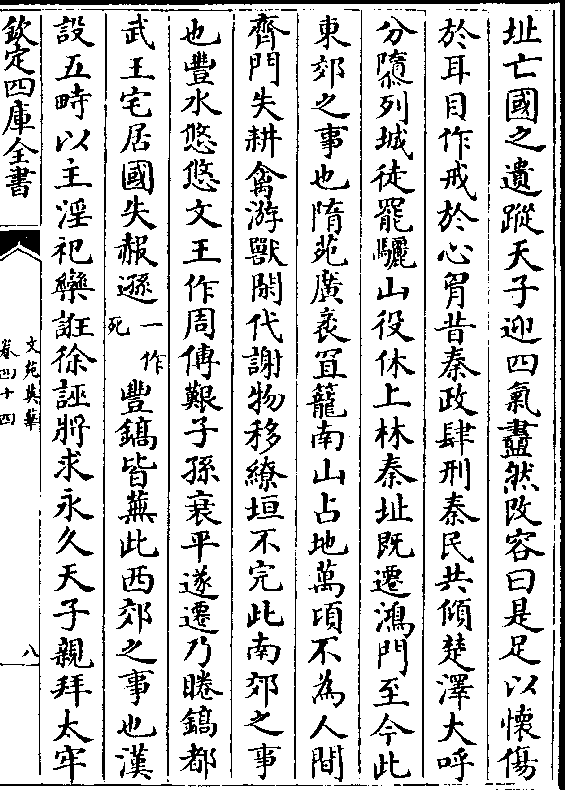 址亡國之遺蹤天子迎四氣盡然改容曰是足以懷傷
於耳目作戒於心胷昔秦政肆刑秦民共傾楚澤大呼
分隳列城徒罷驪山役休上林秦址既遷鴻門至今此
東郊之事也隋苑廣袤罝籠南山占地萬頃不為人間
齊門失耕禽游獸閑代謝物移繚垣不完此南郊之事
也豐水悠悠文王作周傳艱子孫衰平遂遷乃睠鎬都
武王宅居國失赧遜一作死豐鎬皆蕪此西郊之事也漢
設五畤以主淫祀欒誑徐誣將求永久天子親拜太牢
欽定四庫全書
文苑英華
卷四十四
八